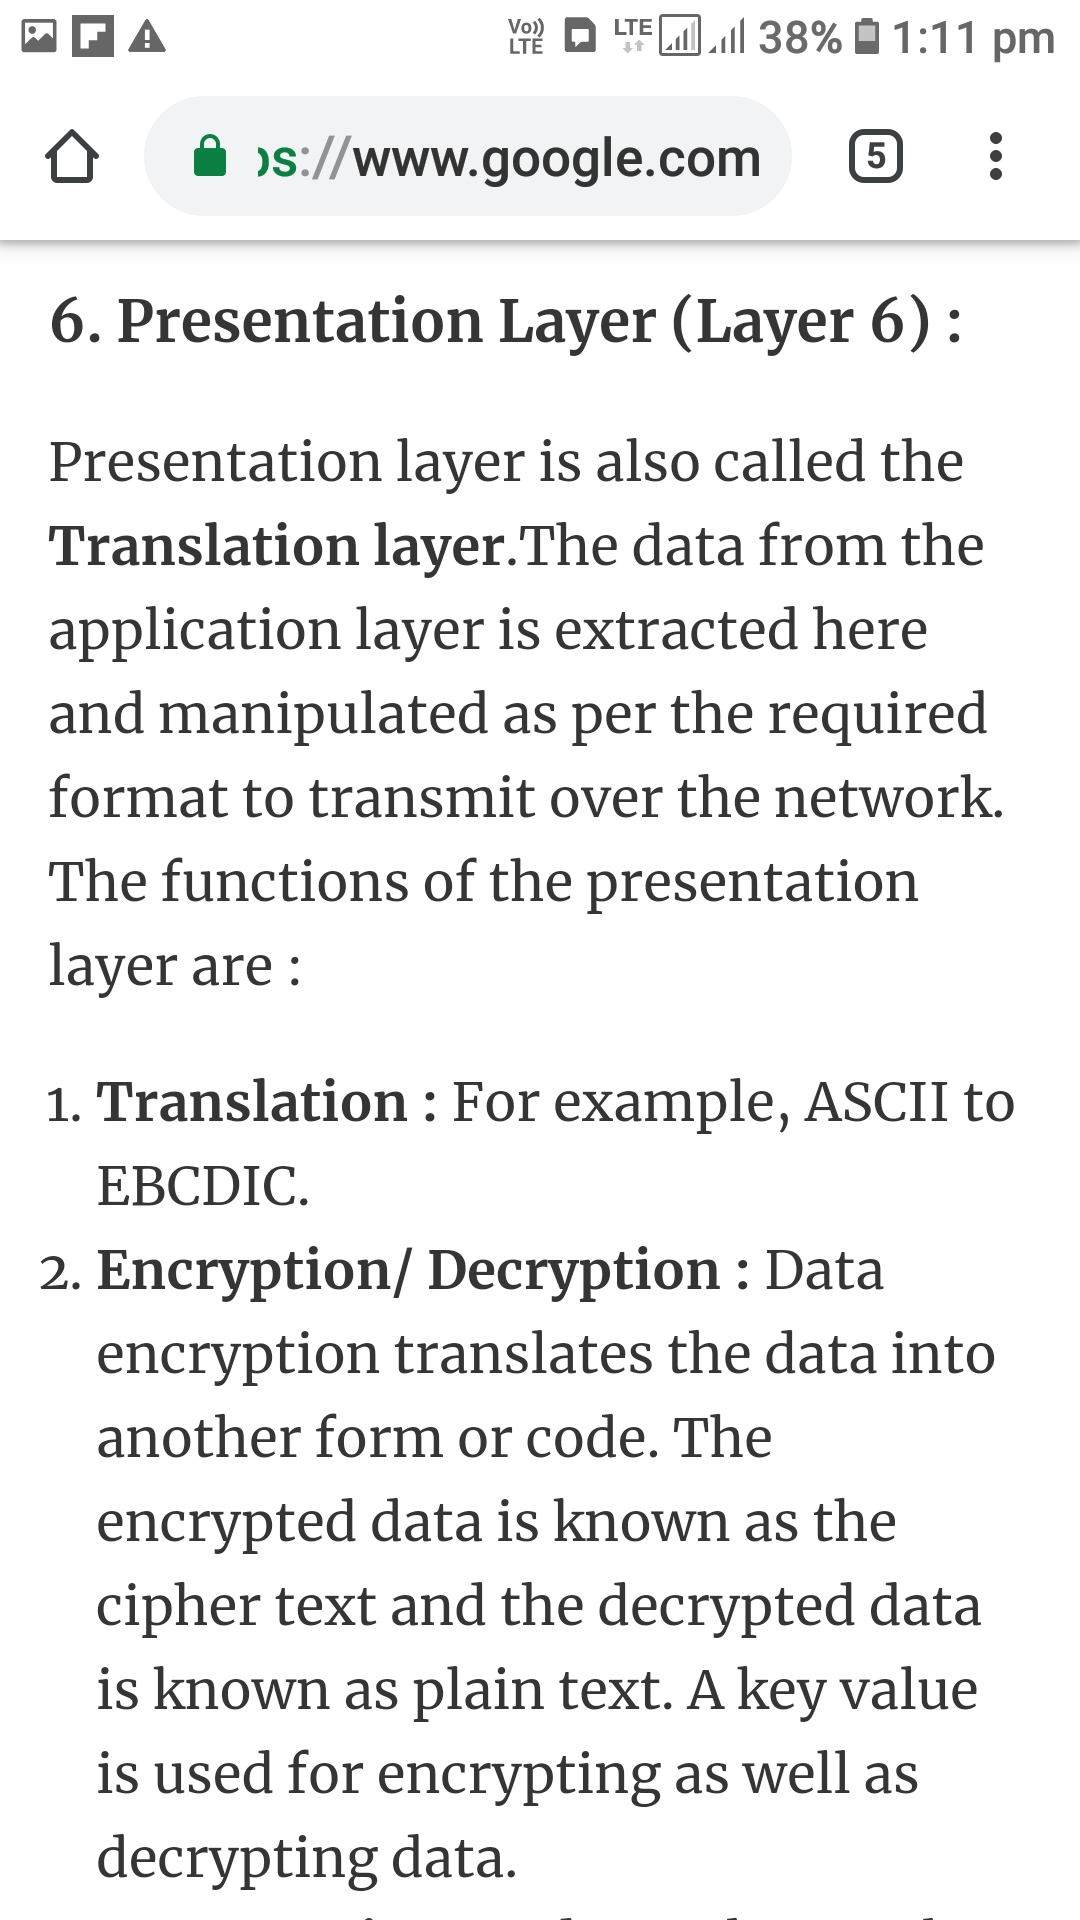 Vo)) LTE LTE 38% 1:11 pm
s://www.google.com 5
6. Presentation Layer (Layer 6) :
Presentation layer is also called the
Translation layer.The data from the
application layer is extracted here
and manipulated as per the required
format to transmit over the network.
The functions of the presentation
layer are :
1. Translation : For example, ASCII to
EBCDIC.
2. Encryption/ Decryption : Data
encryption translates the data into
another form or code. The
encrypted data is known as the
cipher text and the decrypted data
is known as plain text. A key value
is used for encrypting as well as
decrypting data.